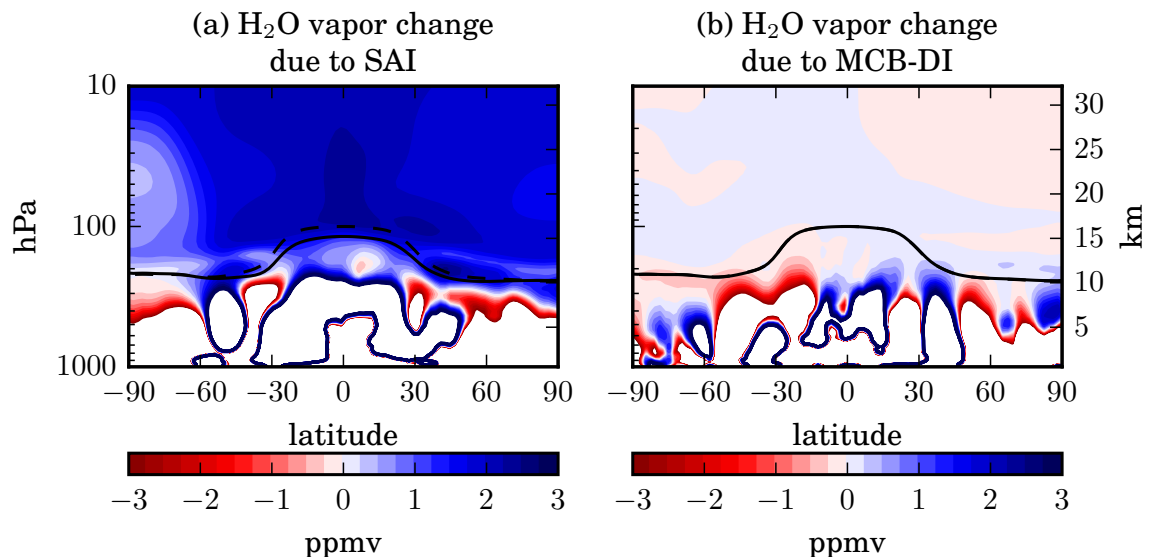 (a) H₂O vapor change
due to SAI
(b) H₂O vapor change
due to MCB-DI
hPa
10
100
1000
−90 −60 −30 0 30 60 90
latitude
−3 −2 −1 0 1 2 3
ppmv
30
25
20
15
10
5
km
−90 −60 −30 0 30 60 90
latitude
−3 −2 −1 0 1 2 3
ppmv